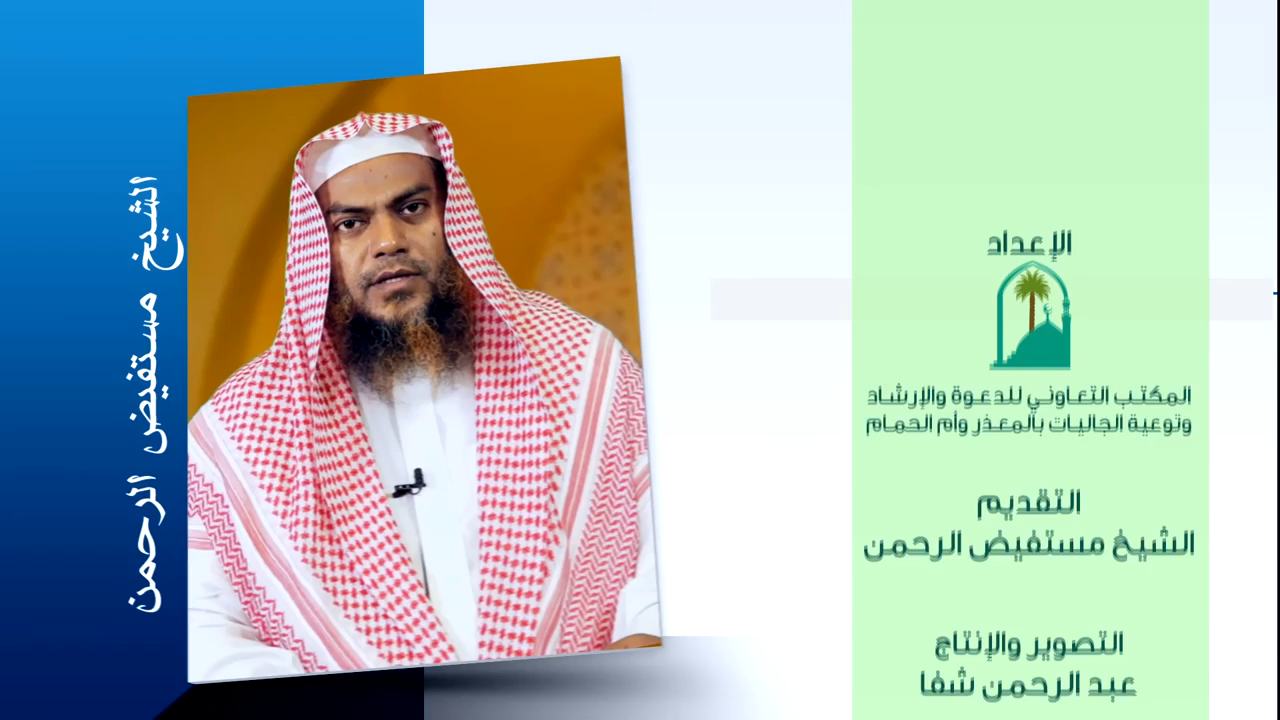 الشيخ مستفيض الرحمن
الإعداد
المكتب التعاوني للدعوة والإرشاد
وتوعية الجاليات بالمعذر وأم الحمام
التقديم
الشيخ مستفيض الرحمن
التصوير والإنتاج
عبد الرحمن شفا